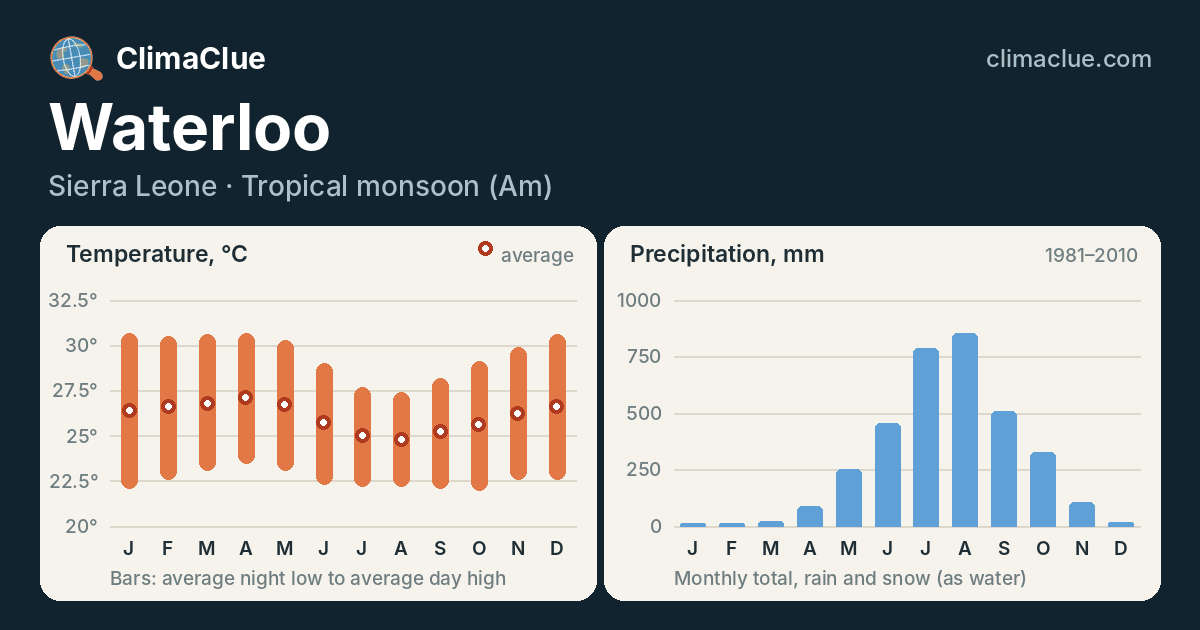 ClimaClue
climaclue.com
Waterloo
Sierra Leone · Tropical monsoon (Am)
Temperature, °C
average
32.5°
30°
27.5°
25°
22.5°
20°
J F M A M J J A S O N D
Bars: average night low to average day high
Precipitation, mm
1981–2010
1000
750
500
250
0
J F M A M J J A S O N D
Monthly total, rain and snow (as water)